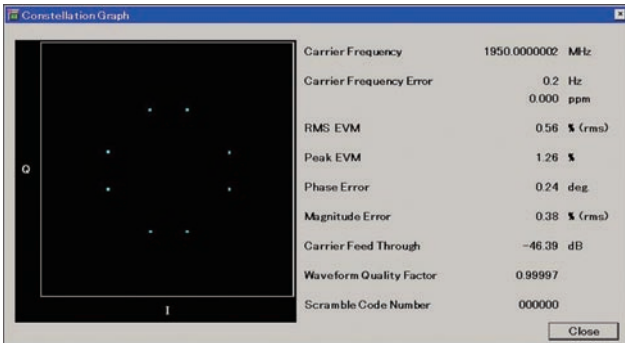 Constellation Graph
Carrier Frequency 1950.0000002 MHz
Carrier Frequency Error 0.2 Hz
0.000 ppm
RMS EVM 0.56 % (rms)
Peak EVM 1.26 %
Q
Phase Error 0.24 deg.
Magnitude Error 0.38 % (rms)
Carrier Feed Through -46.39 dB
Waveform Quality Factor 0.99997
I
Scramble Code Number 000000
Close